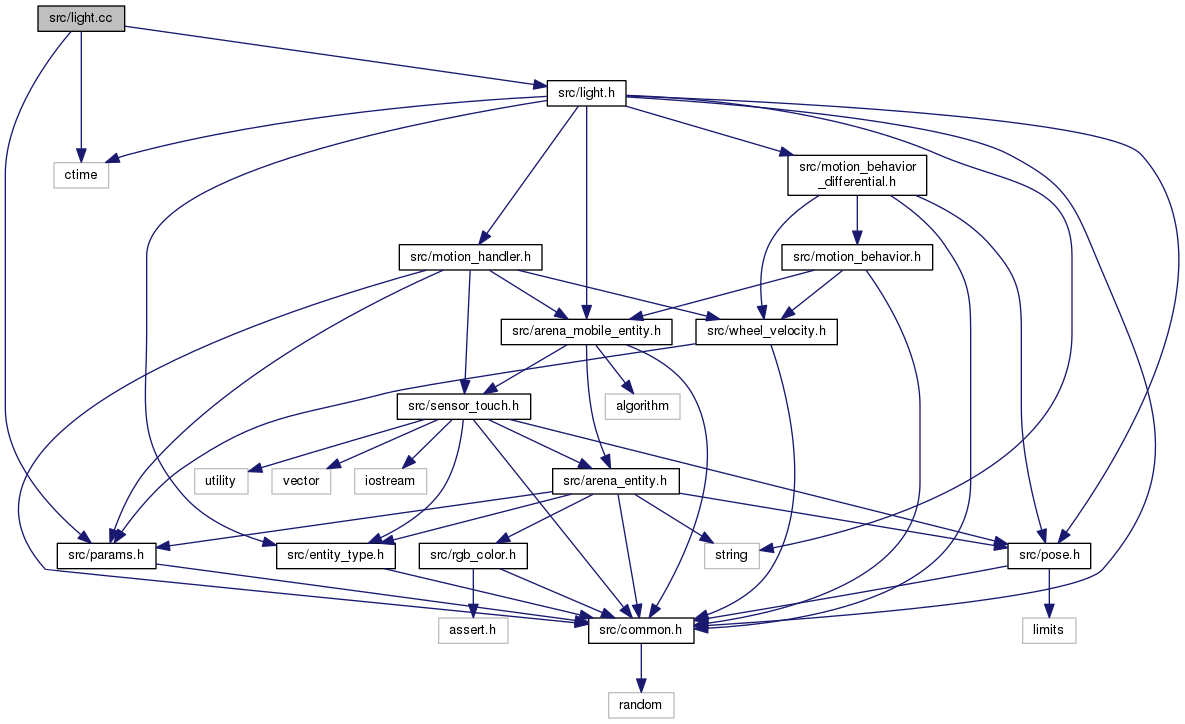 src/light.cc
src/light.h
ctime
src/motion_behavior
_differential.h
src/motion_handler.h
src/motion_behavior.h
src/arena_mobile_entity.h
src/wheel_velocity.h
src/sensor_touch.h
algorithm
utility
vector
iostream
src/arena_entity.h
src/params.h
src/entity_type.h
src/rgb_color.h
string
src/pose.h
assert.h
src/common.h
limits
random